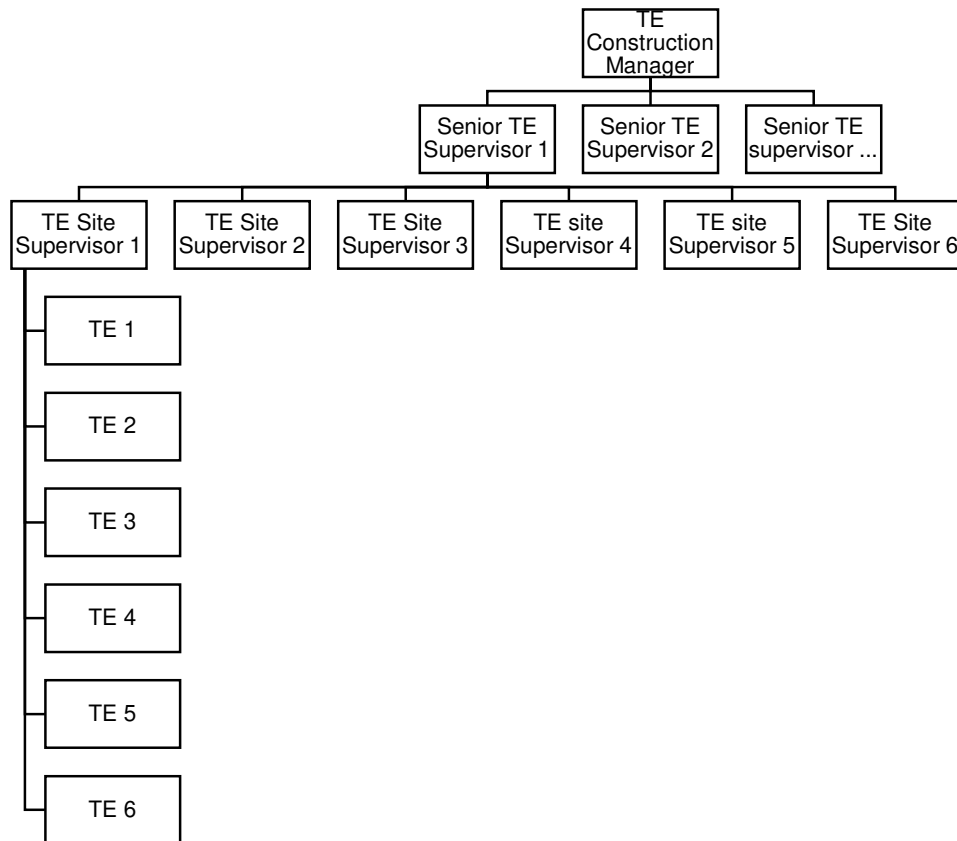 TE
Construction
Manager
Senior TE
Supervisor 1
Senior TE
Supervisor 2
Senior TE
supervisor ...
TE Site
Supervisor 1
TE Site
Supervisor 2
TE Site
Supervisor 3
TE site
Supervisor 4
TE site
Supervisor 5
TE Site
Supervisor 6
TE 1
TE 2
TE 3
TE 4
TE 5
TE 6